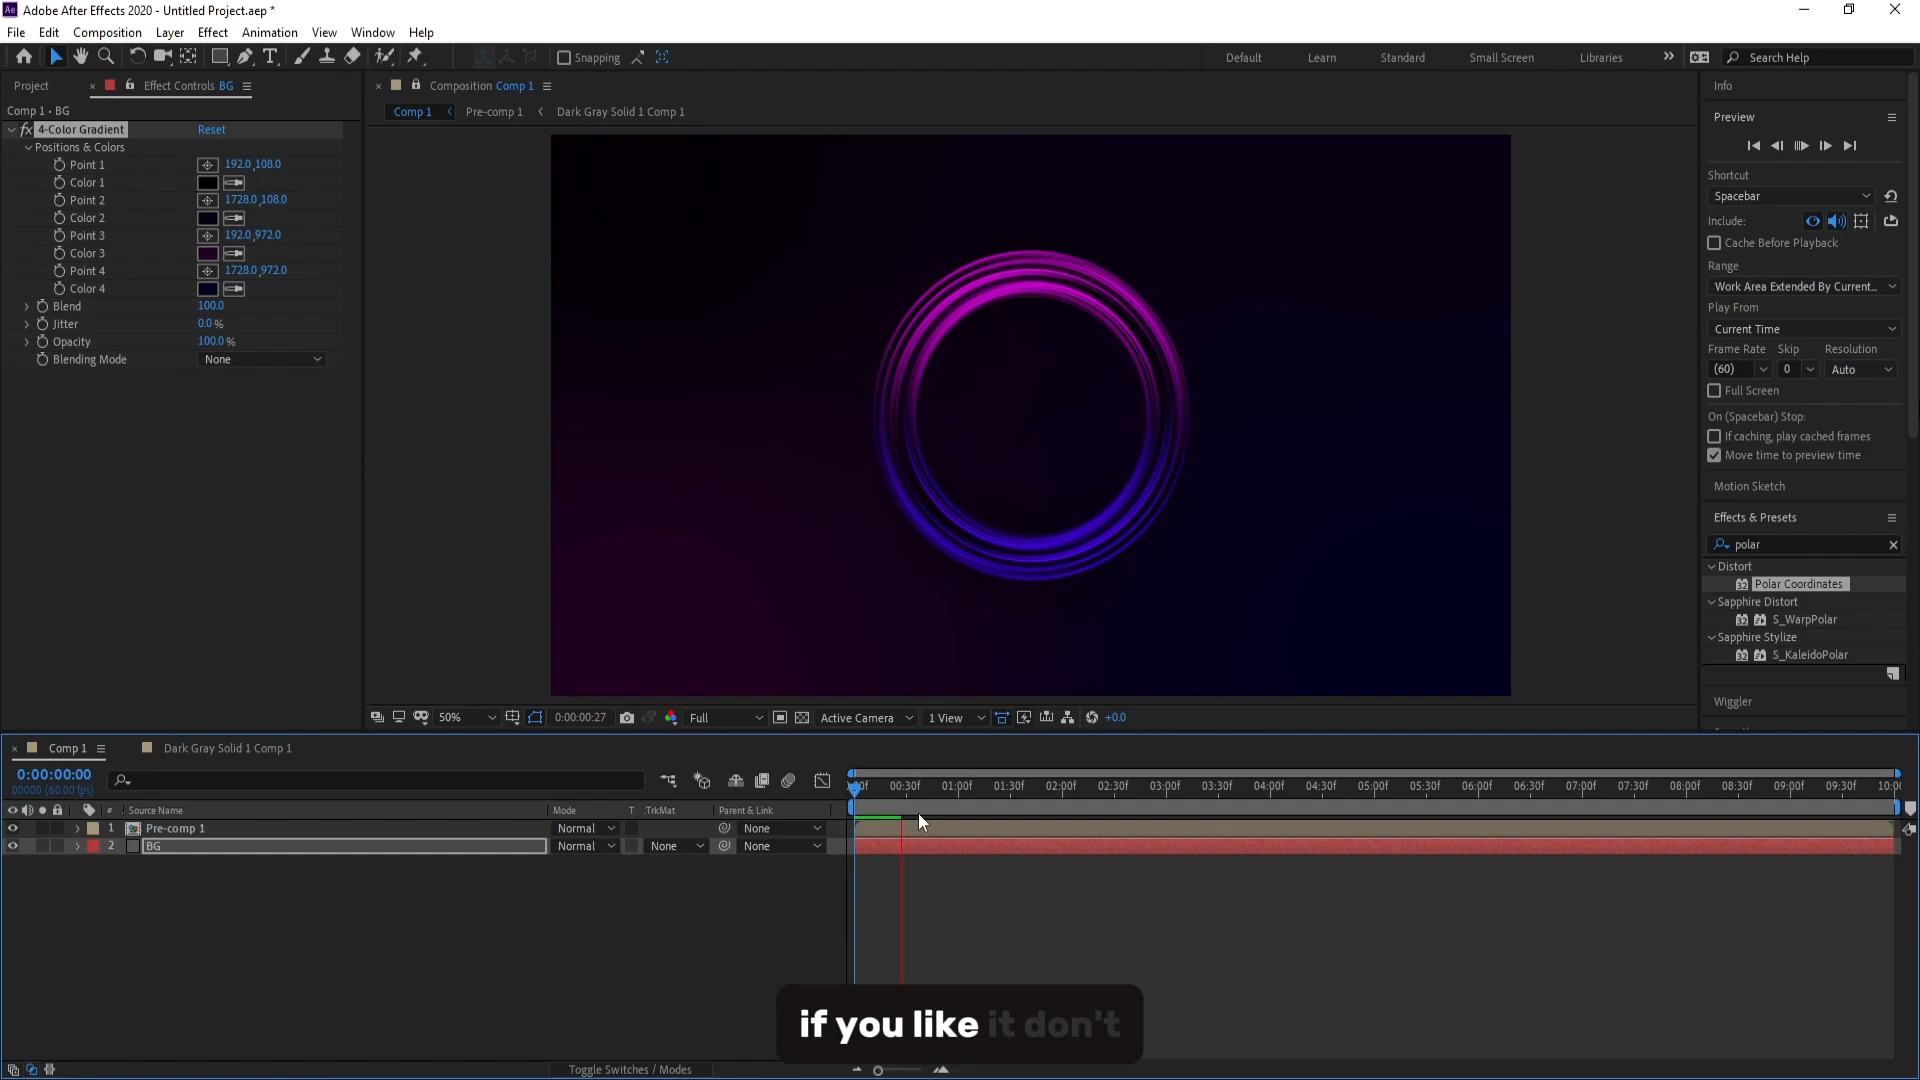 Adobe After Effects 2020 - Untitled Project.aep *
File Edit Composition Layer Effect Animation View Window Help
Snapping
Default Learn Standard Small Screen Libraries
Search Help
Project
Effect Controls BG
Comp 1 • BG
4-Color Gradient Reset
Positions & Colors
Point 1 192.0,108.0
Color 1
Point 2 1728.0,108.0
Color 2
Point 3 192.0,972.0
Color 3
Point 4 1728.0,972.0
Color 4
Blend 100.0
Jitter 0.0 %
Opacity 100.0 %
Blending Mode None
Composition Comp 1
Comp 1 Pre-comp 1 Dark Gray Solid 1 Comp 1
50% 0:00:00:27 Full Active Camera 1 View +0.0
Info
Preview
Shortcut
Spacebar
Include:
Cache Before Playback
Range
Work Area Extended By Current...
Play From
Current Time
Frame Rate Skip Resolution
(60) 0 Auto
Full Screen
On (Spacebar) Stop:
If caching, play cached frames
Move time to preview time
Motion Sketch
Effects & Presets
polar
Distort
32 Polar Coordinates
Sapphire Distort
32 S_WarpPolar
Sapphire Stylize
32 S_KaleidoPolar
Wiggler
Comp 1 Dark Gray Solid 1 Comp 1
0:00:00:00
00000 (60.00 fps)
00f 00:30f 01:00f 01:30f 02:00f 02:30f 03:00f 03:30f 04:00f 04:30f 05:00f 05:30f 06:00f 06:30f 07:00f 07:30f 08:00f 08:30f 09:00f 09:30f 10:00
# Source Name Mode T .TrkMat Parent & Link
1 Pre-comp 1 Normal None
2 BG Normal None None
if you like it don't
Toggle Switches / Modes